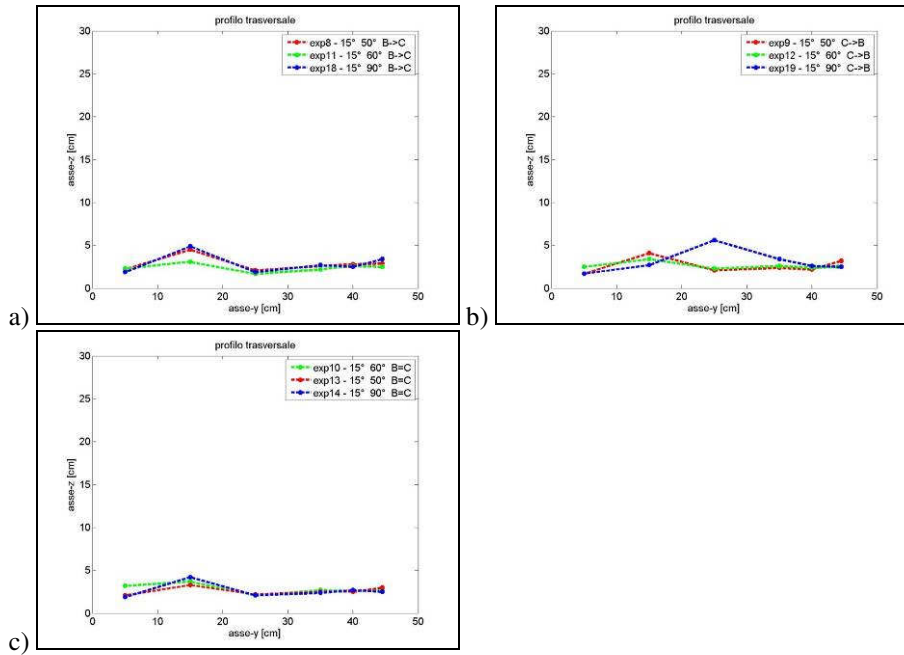 profilo trasversale
exp8 - 15° 50° B->C
exp11 - 15° 60° B->C
exp18 - 15° 90° B->C
30
25
20
15
10
5
0
asse-z [cm]
0 10 20 30 40 50
asse-y [cm]
a)
profilo trasversale
exp9 - 15° 50° C->B
exp12 - 15° 60° C->B
exp19 - 15° 90° C->B
30
25
20
15
10
5
0
asse-z [cm]
0 10 20 30 40 50
asse-y [cm]
b)
profilo trasversale
exp10 - 15° 60° B=C
exp13 - 15° 50° B=C
exp14 - 15° 90° B=C
30
25
20
15
10
5
0
asse-z [cm]
0 10 20 30 40 50
asse-y [cm]
c)